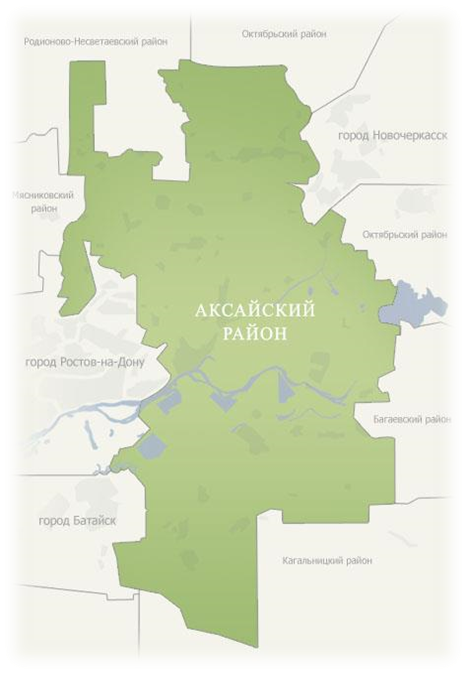 Октябрьский район
Родионово-Несветаевский район
город Новочеркасск
Мясниковский
район
Октябрьский район
АКСАЙСКИЙ
РАЙОН
город Ростов-на-Дону
Багаевский район
город Батайск
Кагальницкий район